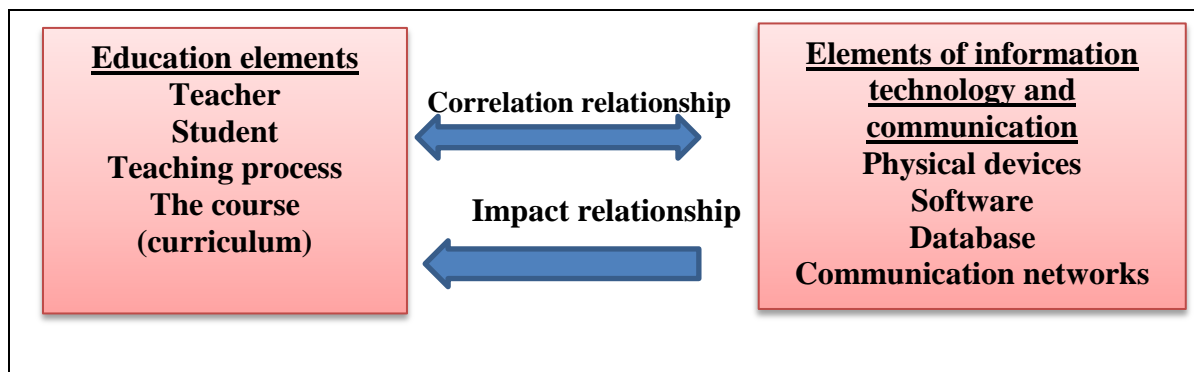 Education elements
Teacher
Student
Teaching process
The course
(curriculum)
Correlation relationship
Impact relationship
Elements of information
technology and
communication
Physical devices
Software
Database
Communication networks